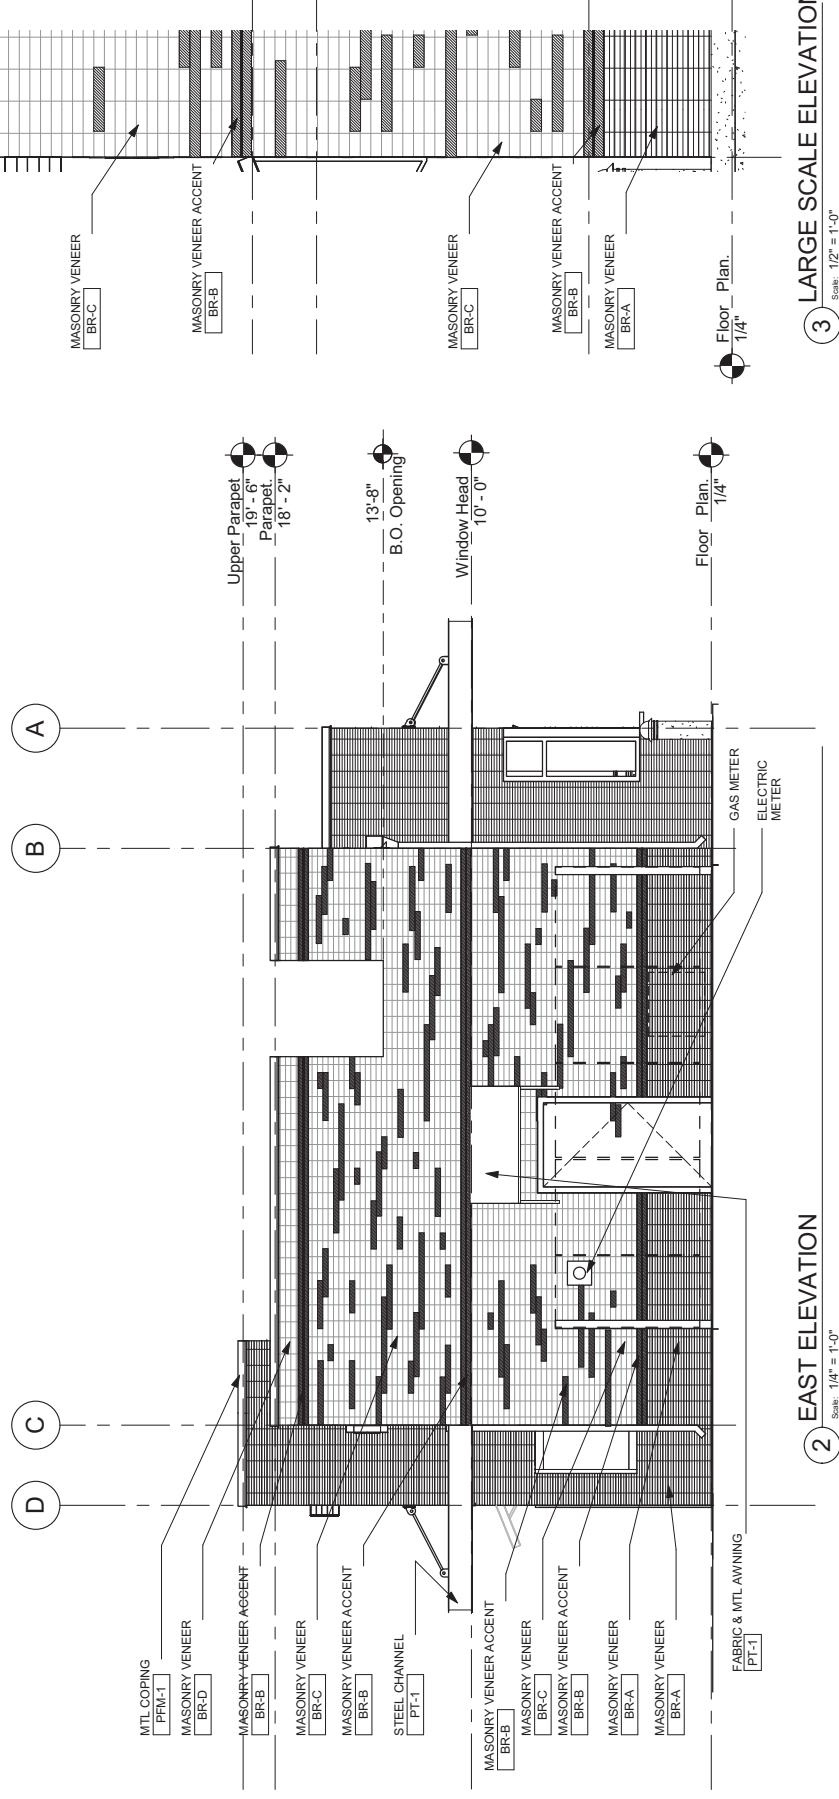 D
C
B
A
MTL COPING
PFM-1
MASONRY VENEER
BR-D
MASONRY VENEER ACCENT
BR-B
MASONRY VENEER
BR-C
MASONRY VENEER ACCENT
BR-B
STEEL CHANNEL
PT-1
MASONRY VENEER ACCENT
BR-B
MASONRY VENEER
BR-C
MASONRY VENEER ACCENT
BR-B
MASONRY VENEER
BR-A
MASONRY VENEER
BR-A
FABRIC & MTL AWNING
PT-1
GAS METER
ELECTRIC
METER
Upper Parapet
19' - 6"
Parapet.
18' - 2"
13'-8"
B.O. Opening
Window Head
10' - 0"
Floor Plan.
1/4"
2
EAST ELEVATION
Scale: 1/4" = 1'-0"
MASONRY VENEER
BR-C
MASONRY VENEER ACCENT
BR-B
MASONRY VENEER
BR-C
MASONRY VENEER ACCENT
BR-B
MASONRY VENEER
BR-A
Floor Plan.
1/4"
3
LARGE SCALE ELEVATION
Scale: 1/2" = 1'-0"